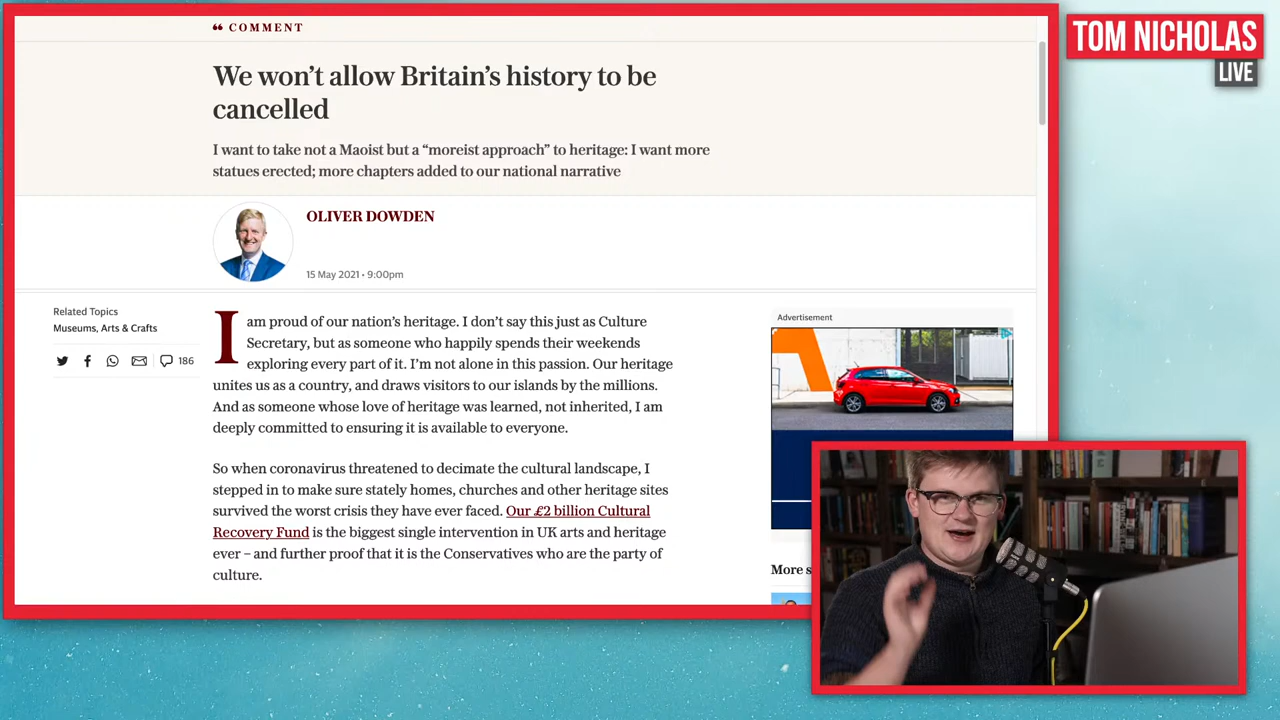 TOM NICHOLAS
LIVE
❝ COMMENT
We won’t allow Britain’s history to be
cancelled
I want to take not a Maoist but a “moreist approach” to heritage: I want more
statues erected; more chapters added to our national narrative
OLIVER DOWDEN
15 May 2021 • 9:00pm
Related Topics
Museums, Arts & Crafts
186
I am proud of our nation’s heritage. I don’t say this just as Culture
Secretary, but as someone who happily spends their weekends
exploring every part of it. I’m not alone in this passion. Our heritage
unites us as a country, and draws visitors to our islands by the millions.
And as someone whose love of heritage was learned, not inherited, I am
deeply committed to ensuring it is available to everyone.
So when coronavirus threatened to decimate the cultural landscape, I
stepped in to make sure stately homes, churches and other heritage sites
survived the worst crisis they have ever faced. Our £2 billion Cultural
Recovery Fund is the biggest single intervention in UK arts and heritage
ever – and further proof that it is the Conservatives who are the party of
culture.
Advertisement
More s